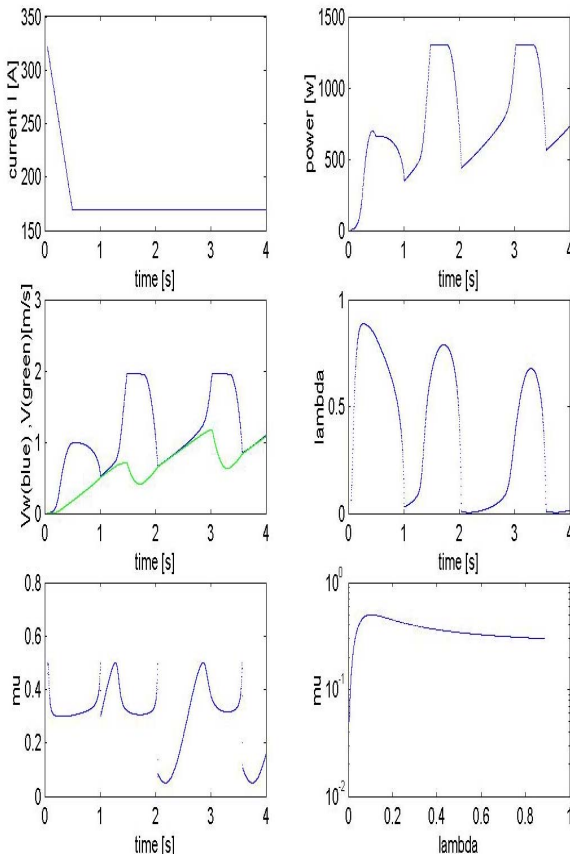 current I [A]
350
300
250
200
150
0 1 2 3 4
time [s]
power [w]
1500
1000
500
0
0 1 2 3 4
time [s]
Vw(blue) , V(green)[m/s]
3
2
1
0
0 1 2 3 4
time [s]
lambda
1
0.5
0
0 1 2 3 4
time [s]
mu
0.8
0.6
0.4
0.2
0
0 1 2 3 4
time [s]
mu
10^0
10^-1
10^-2
0 0.2 0.4 0.6 0.8 1
lambda